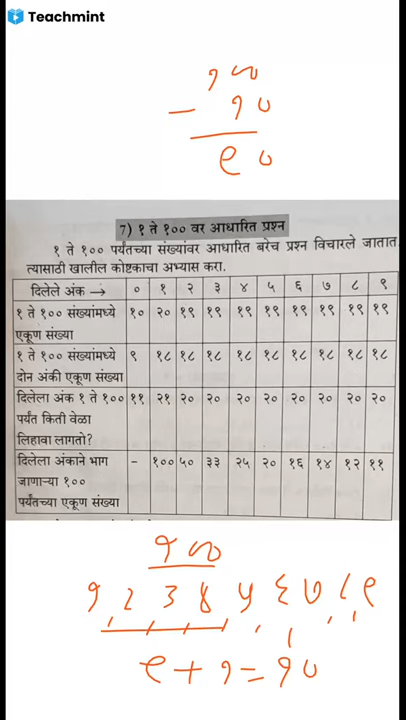 Teachmint
१००
- १०
९०
7) १ ते १०० वर आधारित प्रश्न
१ ते १०० पर्यंतच्या संख्यांवर आधारित बरेच प्रश्न विचारले जातात.
त्यासाठी खालील कोष्टकाचा अभ्यास करा.
दिलेले अंक → ० १ २ ३ ४ ५ ६ ७ ८ ९
१ ते १०० संख्यांमध्ये १० २० १९ १९ १९ १९ १९ १९ १९ १९
एकूण संख्या
१ ते १०० संख्यांमध्ये ९ १८ १८ १८ १८ १८ १८ १८ १८ १८
दोन अंकी एकूण संख्या
दिलेला अंक १ ते १०० ११ २१ २० २० २० २० २० २० २० २०
पर्यंत किती वेळा
लिहावा लागतो?
दिलेल्या अंकाने भाग - १०० ५० ३३ २५ २० १६ १४ १२ ११
जाणाऱ्या १००
पर्यंतच्या एकूण संख्या
१००
१ २ ३ ४ ५ ६ ७ ८ ९
९ + १ = १०